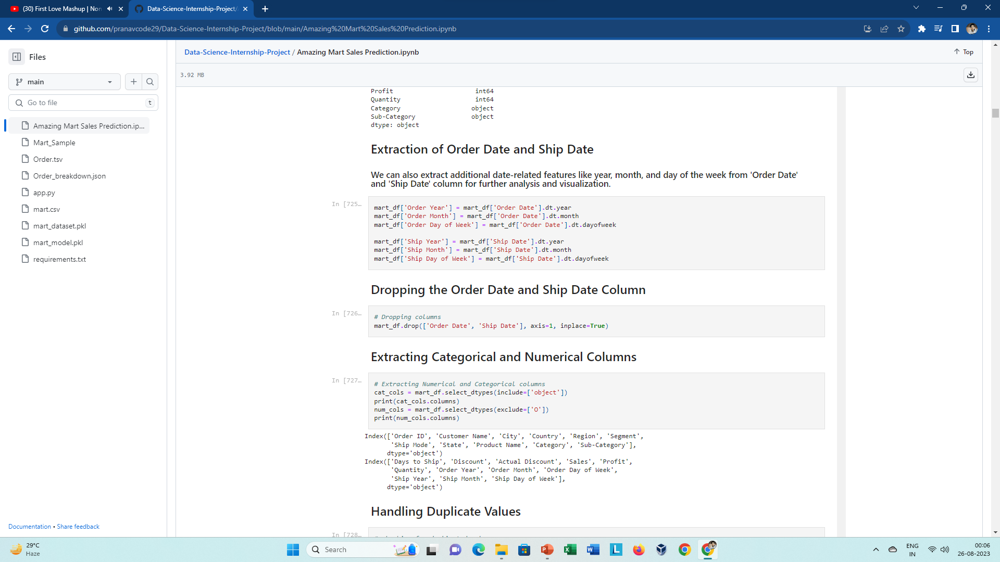 (30) First Love Mashup | Non
Data-Science-Internship-Project/
github.com/pranavcode29/Data-Science-Internship-Project/blob/main/Amazing%20Mart%20Sales%20Prediction.ipynb
Files
main
Go to file
t
Amazing Mart Sales Prediction.ip...
Mart_Sample
Order.tsv
Order_breakdown.json
app.py
mart.csv
mart_dataset.pkl
mart_model.pkl
requirements.txt
Documentation • Share feedback
Data-Science-Internship-Project / Amazing Mart Sales Prediction.ipynb
Top
3.92 MB
Profit int64
Quantity int64
Category object
Sub-Category object
dtype: object
Extraction of Order Date and Ship Date
We can also extract additional date-related features like year, month, and day of the week from 'Order Date'
and 'Ship Date' column for further analysis and visualization.
In [725…
mart_df['Order Year'] = mart_df['Order Date'].dt.year
mart_df['Order Month'] = mart_df['Order Date'].dt.month
mart_df['Order Day of Week'] = mart_df['Order Date'].dt.dayofweek
mart_df['Ship Year'] = mart_df['Ship Date'].dt.year
mart_df['Ship Month'] = mart_df['Ship Date'].dt.month
mart_df['Ship Day of Week'] = mart_df['Ship Date'].dt.dayofweek
Dropping the Order Date and Ship Date Column
In [726…
# Dropping columns
mart_df.drop(['Order Date', 'Ship Date'], axis=1, inplace=True)
Extracting Categorical and Numerical Columns
In [727…
# Extracting Numerical and Categorical columns
cat_cols = mart_df.select_dtypes(include=['object'])
print(cat_cols.columns)
num_cols = mart_df.select_dtypes(exclude=['O'])
print(num_cols.columns)
Index(['Order ID', 'Customer Name', 'City', 'Country', 'Region', 'Segment',
'Ship Mode', 'State', 'Product Name', 'Category', 'Sub-Category'],
dtype='object')
Index(['Days to Ship', 'Discount', 'Actual Discount', 'Sales', 'Profit',
'Quantity', 'Order Year', 'Order Month', 'Order Day of Week',
'Ship Year', 'Ship Month', 'Ship Day of Week'],
dtype='object')
Handling Duplicate Values
In [728…
29°C
Haze
Search
ENG
IN
00:06
26-08-2023